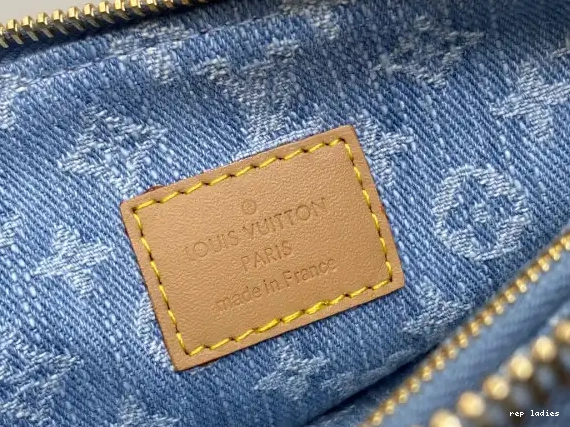 LOUIS VUITTON
PARIS
made in France
rep ladies